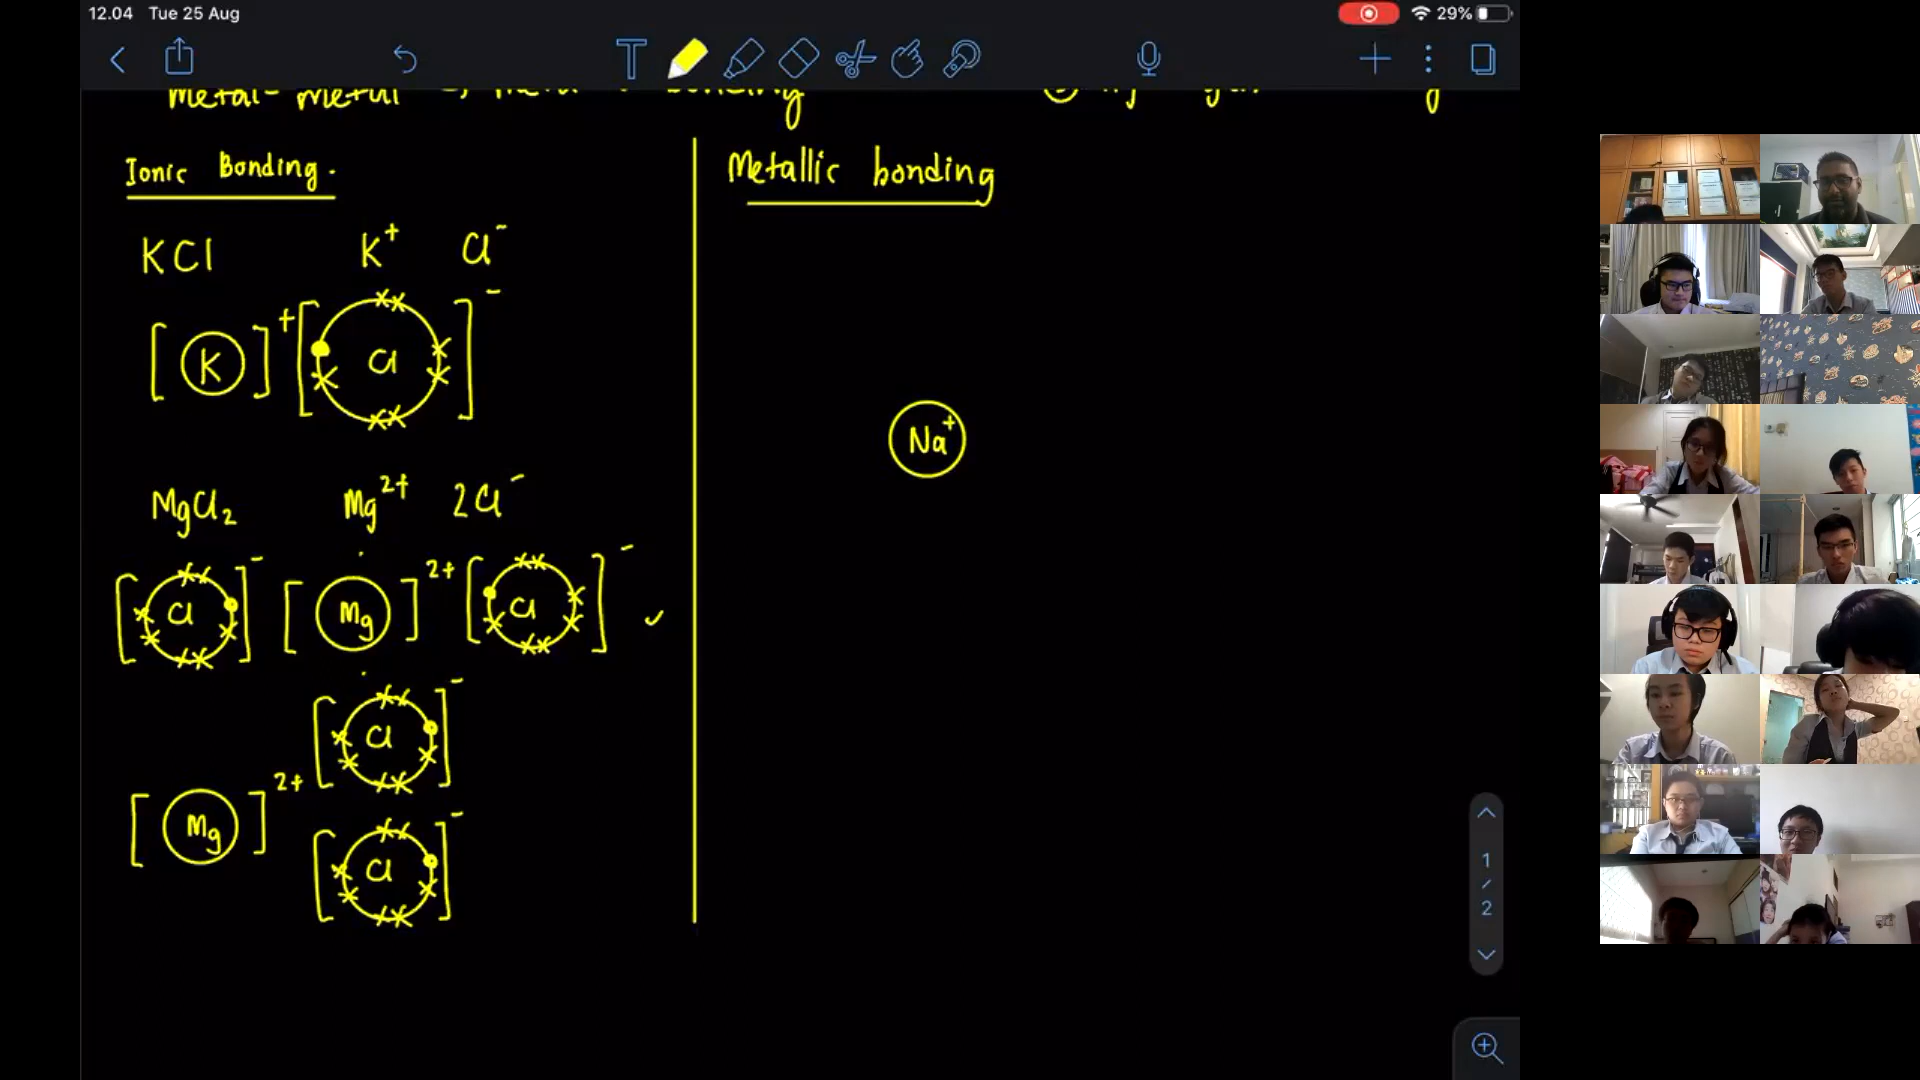 12.04 Tue 25 Aug
29%
T
bonding
Ionic Bonding.
KCl K+ Cl-
[K]+ [Cl]-
MgCl2 Mg2+ 2Cl-
[Cl]- [Mg]2+ [Cl]- ✓
[Cl]-
[Mg]2+
[Cl]-
Metallic bonding
Na+
1
/
2